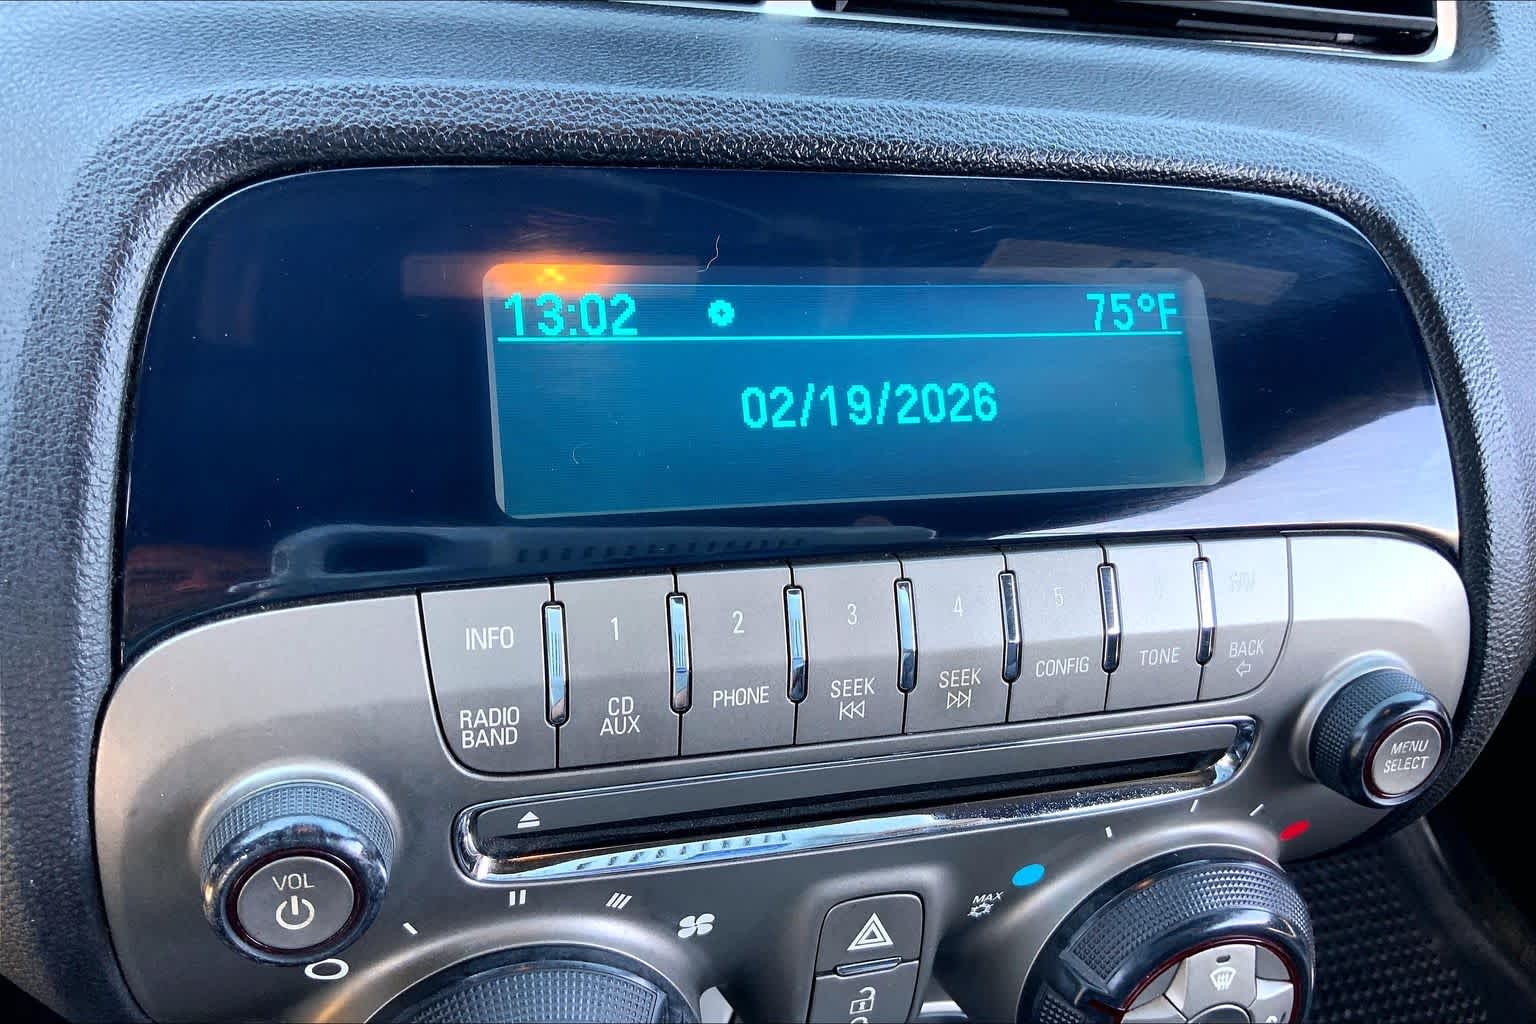 13:02 75°F
02/19/2026
INFO
RADIO
BAND
1
CD
AUX
2
PHONE
3
SEEK
4
SEEK
5
CONFIG
TONE
BACK
VOL
MENU
SELECT
MAX